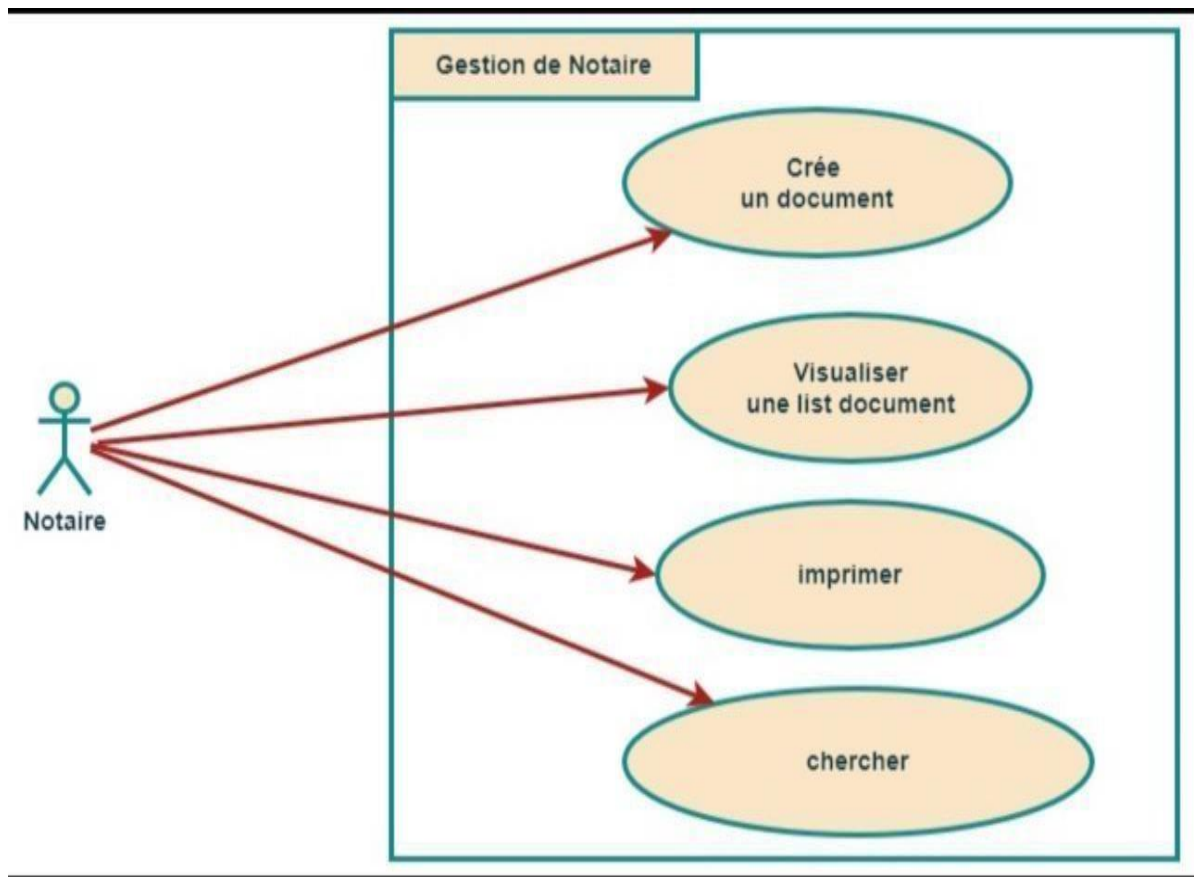 Gestion de Notaire
Crée
un document
Visualiser
une list document
imprimer
Notaire
chercher